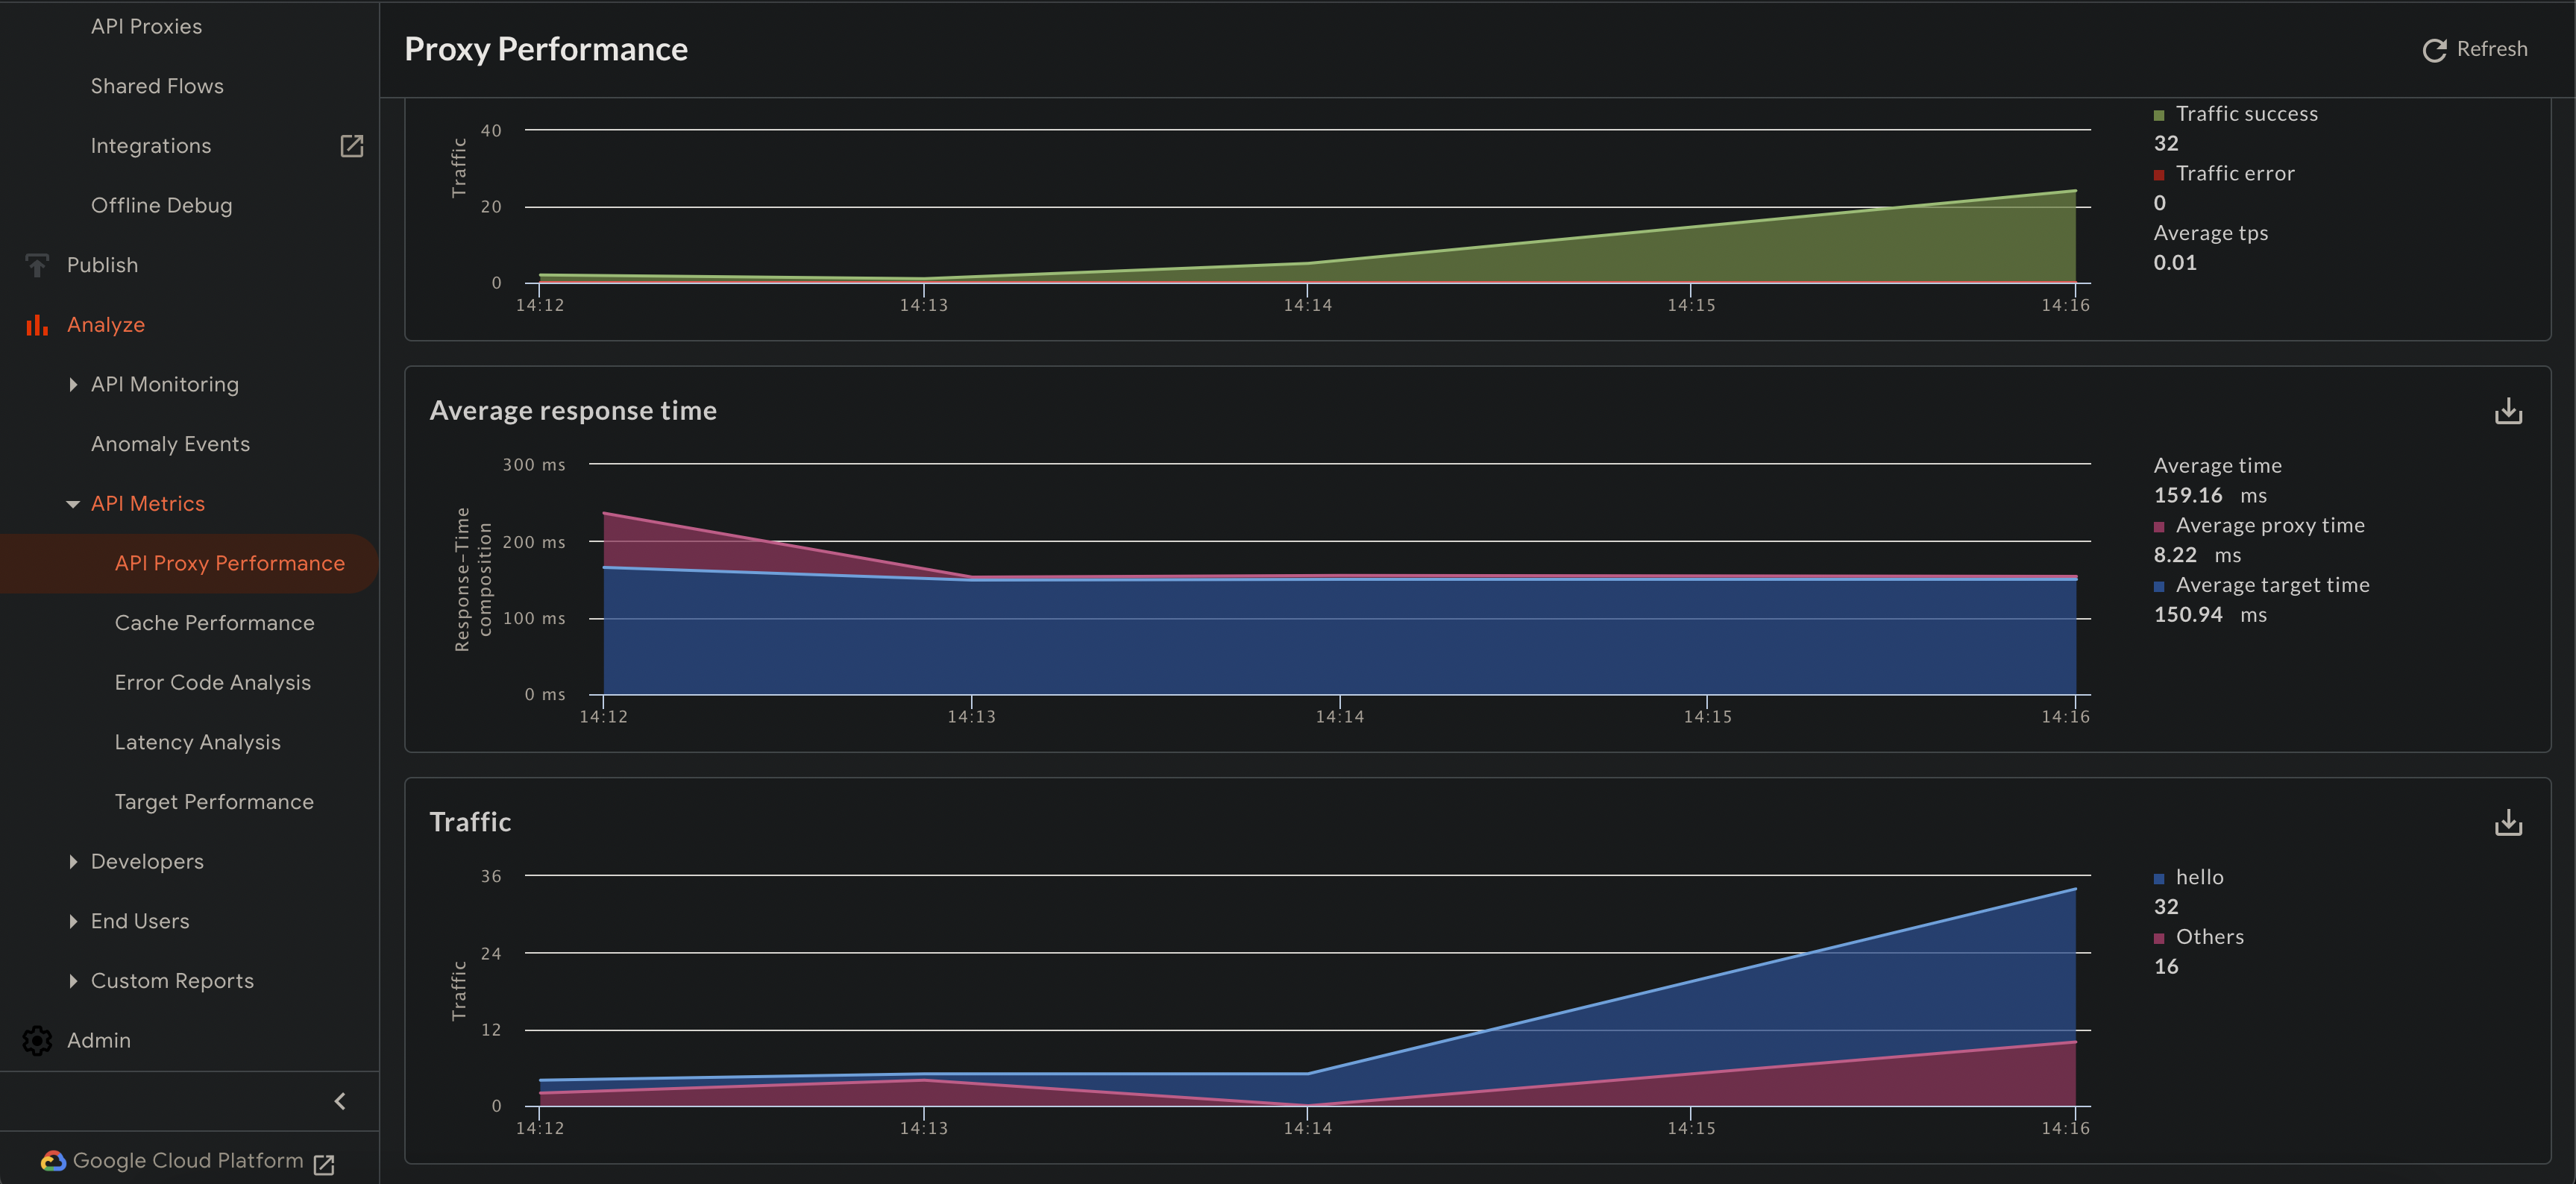 API Proxies
Shared Flows
Integrations
Offline Debug
Publish
Analyze
API Monitoring
Anomaly Events
API Metrics
API Proxy Performance
Cache Performance
Error Code Analysis
Latency Analysis
Target Performance
Developers
End Users
Custom Reports
Admin
Google Cloud Platform
Proxy Performance
Refresh
Traffic
40
20
0
14:12
14:13
14:14
14:15
14:16
Traffic success
32
Traffic error
0
Average tps
0.01
Average response time
Response-Time
composition
300 ms
200 ms
100 ms
0 ms
14:12
14:13
14:14
14:15
14:16
Average time
159.16 ms
Average proxy time
8.22 ms
Average target time
150.94 ms
Traffic
Traffic
36
24
12
0
14:12
14:13
14:14
14:15
14:16
hello
32
Others
16